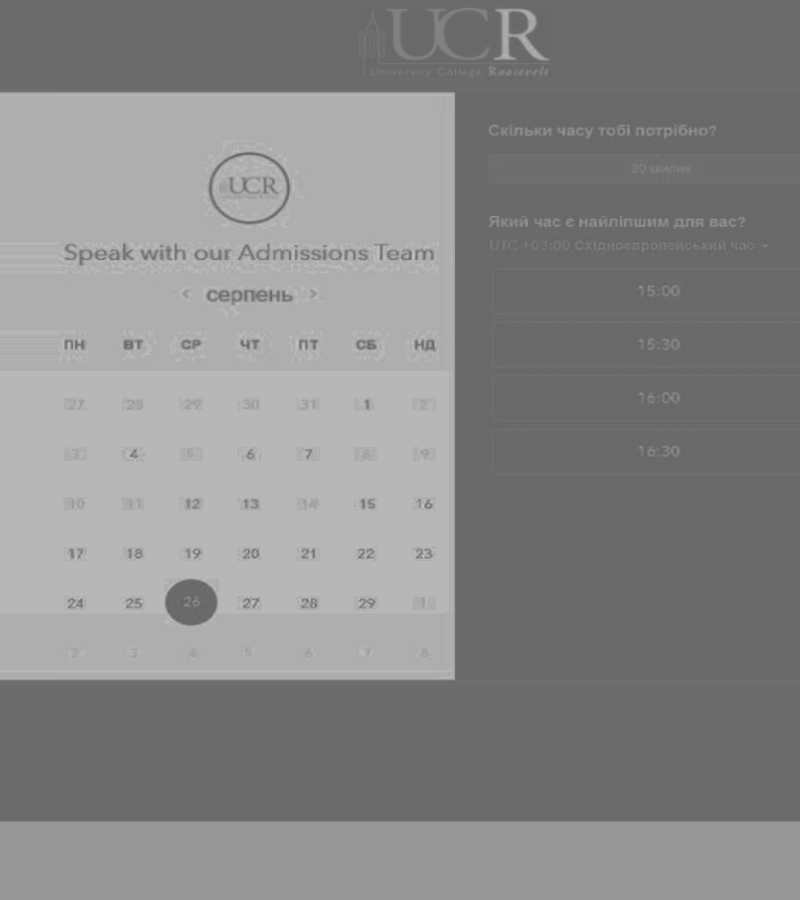 UCR
University College Roosevelt
UCR
Speak with our Admissions Team
< серпень >
ПН ВТ СР ЧТ ПТ СБ НД
27 28 29 30 31 1 2
3 4 5 6 7 8 9
10 11 12 13 14 15 16
17 18 19 20 21 22 23
24 25 26 27 28 29 1
2 3 4 5 6 7 8
Скільки часу тобі потрібно?
30 хвилин
Який час є найліпшим для вас?
UTC +03:00 Східноєвропейський час
15:00
15:30
16:00
16:30